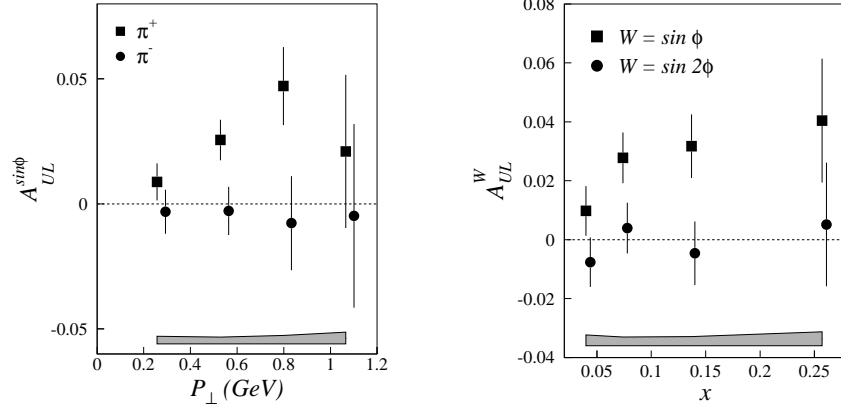 π⁺
π⁻
0.05
0
-0.05
A_UL^sinφ
0 0.2 0.4 0.6 0.8 1 1.2
P⊥ (GeV)
0.08
W = sin φ
W = sin 2φ
0.06
0.04
0.02
0
-0.02
-0.04
A_UL^W
0.05 0.1 0.15 0.2 0.25
x